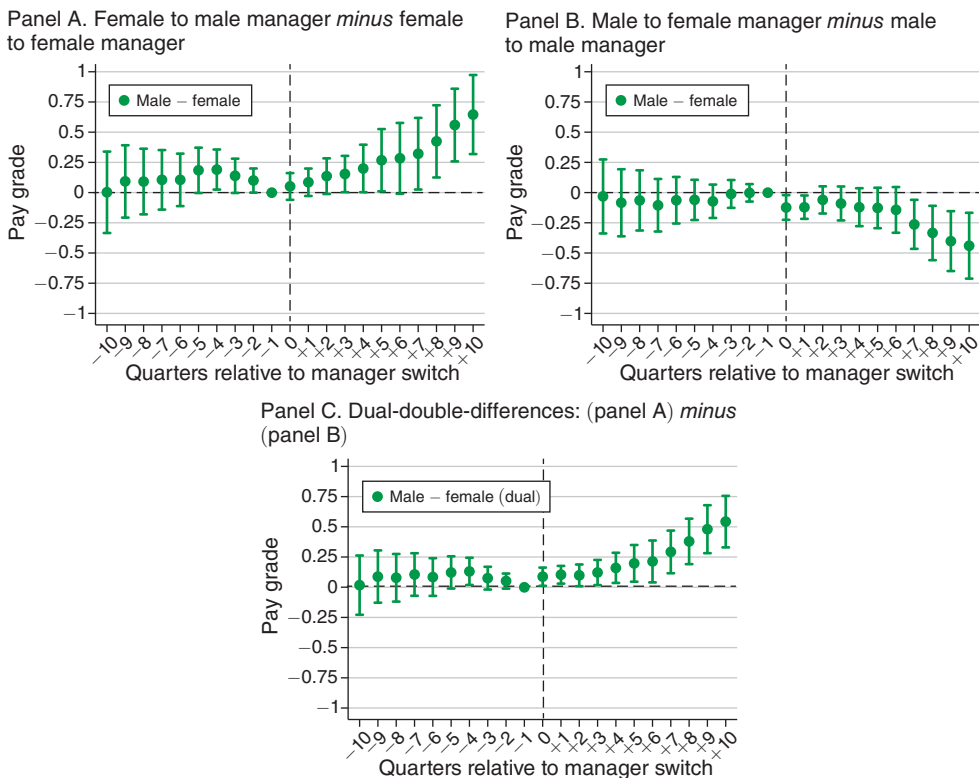 Panel A. Female to male manager minus female
to female manager
1
0.75
0.5
0.25
0
−0.25
−0.5
−0.75
−1
Male − female
Pay grade
−10 −9 −8 −7 −6 −5 −4 −3 −2 −1 0 +1 +2 +3 +4 +5 +6 +7 +8 +9 +10
Quarters relative to manager switch
Panel B. Male to female manager minus male
to male manager
1
0.75
0.5
0.25
0
−0.25
−0.5
−0.75
−1
Male − female
Pay grade
−10 −9 −8 −7 −6 −5 −4 −3 −2 −1 0 +1 +2 +3 +4 +5 +6 +7 +8 +9 +10
Quarters relative to manager switch
Panel C. Dual-double-differences: (panel A) minus
(panel B)
1
0.75
0.5
0.25
0
−0.25
−0.5
−0.75
−1
Male − female (dual)
Pay grade
−10 −9 −8 −7 −6 −5 −4 −3 −2 −1 0 +1 +2 +3 +4 +5 +6 +7 +8 +9 +10
Quarters relative to manager switch